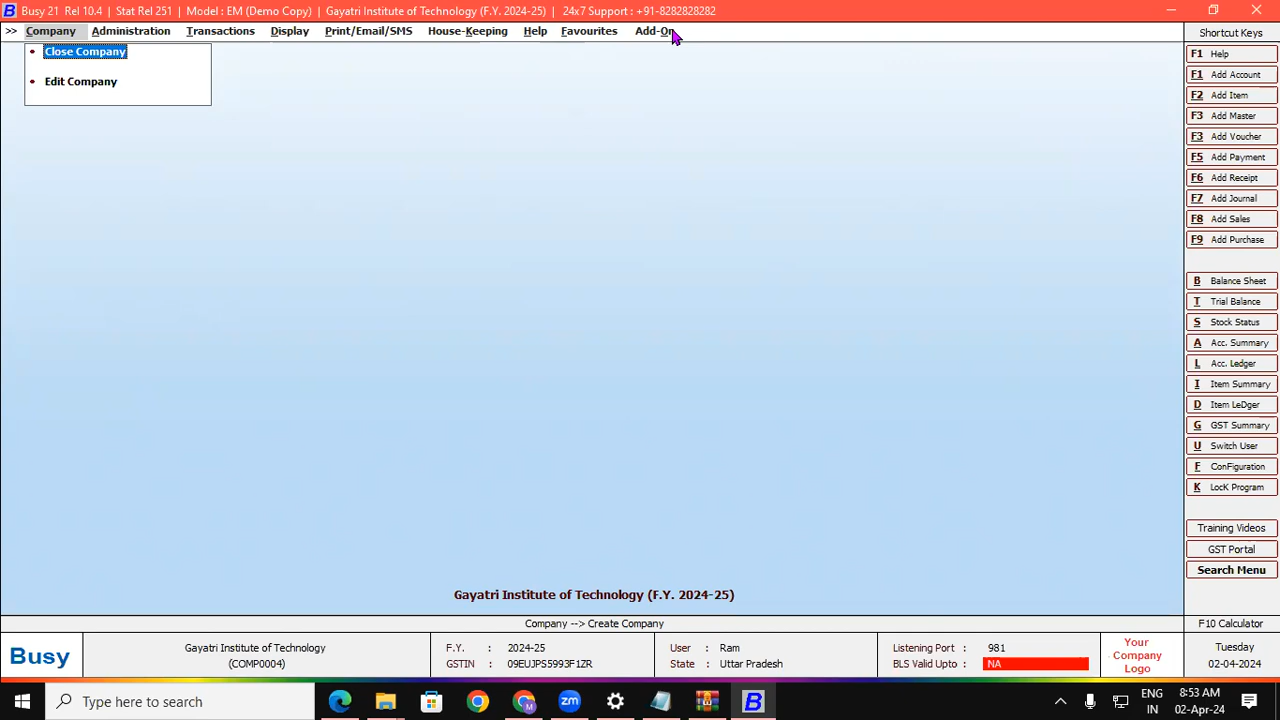 B Busy 21 Rel 10.4 | Stat Rel 251 | Model : EM (Demo Copy) | Gayatri Institute of Technology (F.Y. 2024-25) | 24x7 Support : +91-8282828282
>> Company Administration Transactions Display Print/Email/SMS House-Keeping Help Favourites Add-On
Close Company
Edit Company
Shortcut Keys
F1 Help
F1 Add Account
F2 Add Item
F3 Add Master
F3 Add Voucher
F5 Add Payment
F6 Add Receipt
F7 Add Journal
F8 Add Sales
F9 Add Purchase
B Balance Sheet
T Trial Balance
S Stock Status
A Acc. Summary
L Acc. Ledger
I Item Summary
D Item LeDger
G GST Summary
U Switch User
F ConFiguration
K LocK Program
Training Videos
GST Portal
Search Menu
Gayatri Institute of Technology (F.Y. 2024-25)
Company --> Create Company
F10 Calculator
Busy
Gayatri Institute of Technology
(COMP0004)
F.Y. : 2024-25
GSTIN : 09EUJPS5993F1ZR
User : Ram
State : Uttar Pradesh
Listening Port : 981
BLS Valid Upto : NA
Your
Company
Logo
Tuesday
02-04-2024
Type here to search
zm
B
ENG
IN
8:53 AM
02-Apr-24